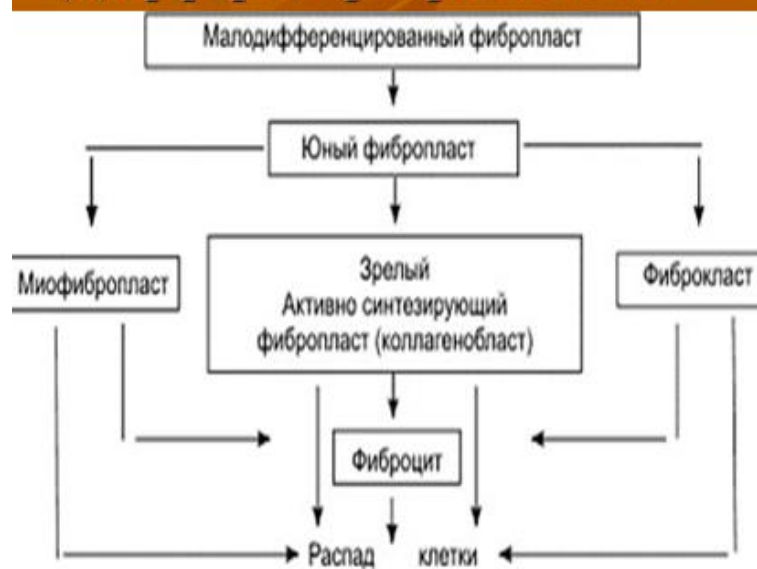 Малодифференцированный фибропласт
Юный фибропласт
Миофибропласт
Зрелый
Активно синтезирующий
фибропласт (коллагенобласт)
Фиброкласт
Фиброцит
Распад клетки